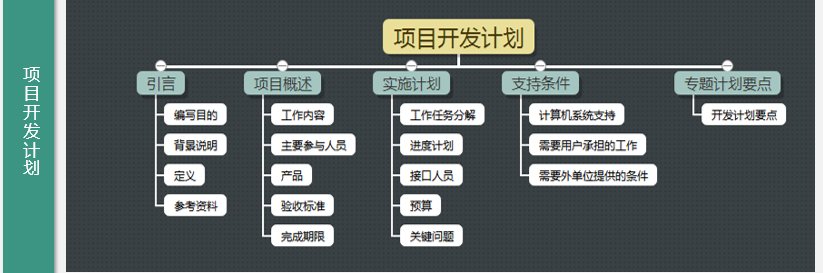 项目开发计划
项目开发计划
引言
编写目的
背景说明
定义
参考资料
项目概述
工作内容
主要参与人员
产品
验收标准
完成期限
实施计划
工作任务分解
进度计划
接口人员
预算
关键问题
支持条件
计算机系统支持
需要用户承担的工作
需要外单位提供的条件
专题计划要点
开发计划要点